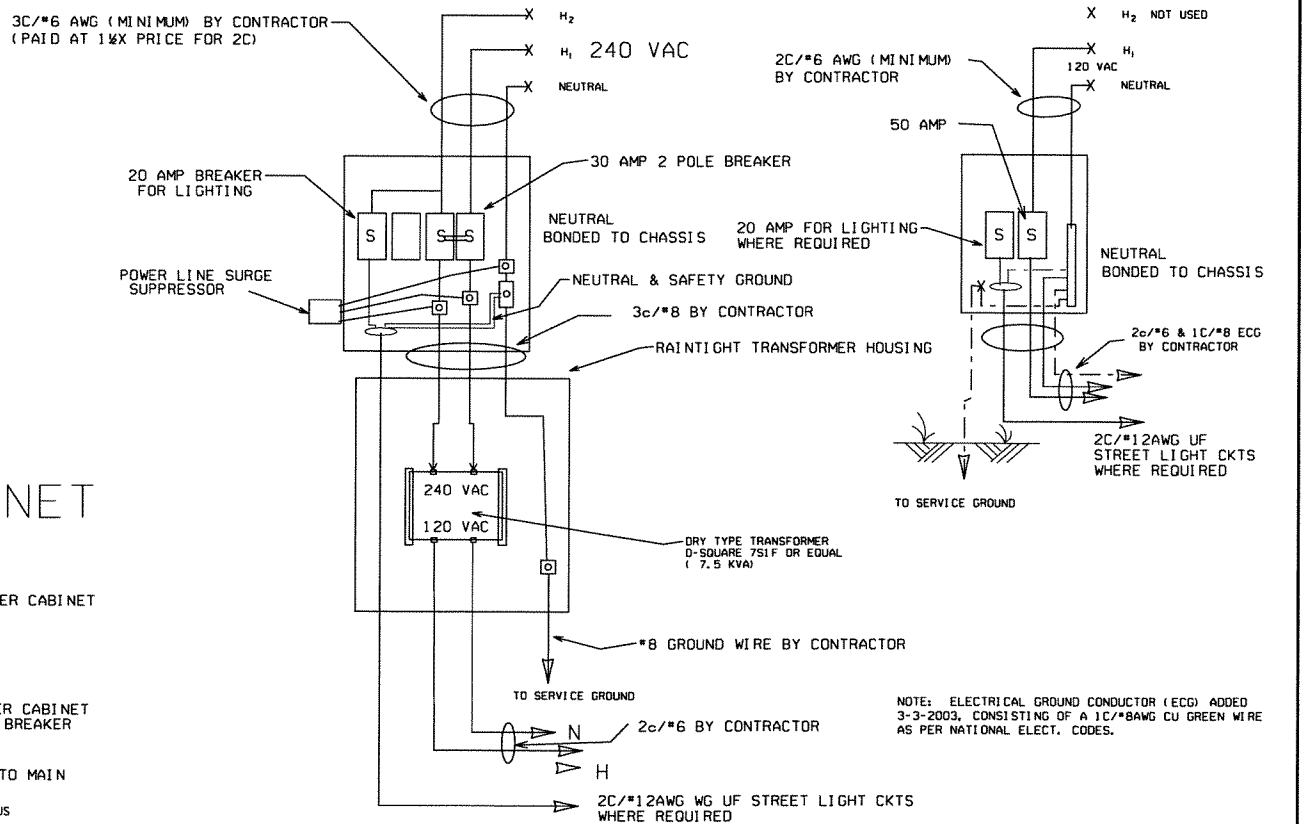 3C/#6 AWG (MINIMUM) BY CONTRACTOR
(PAID AT 1½X PRICE FOR 2C)
H2
H1 240 VAC
NEUTRAL
20 AMP BREAKER
FOR LIGHTING
30 AMP 2 POLE BREAKER
S
S
S
NEUTRAL
BONDED TO CHASSIS
POWER LINE SURGE
SUPPRESSOR
NEUTRAL & SAFETY GROUND
3c/#8 BY CONTRACTOR
RAINTIGHT TRANSFORMER HOUSING
240 VAC
120 VAC
DRY TYPE TRANSFORMER
D-SQUARE 7S1F OR EQUAL
( 7.5 KVA)
#8 GROUND WIRE BY CONTRACTOR
TO SERVICE GROUND
N
2c/#6 BY CONTRACTOR
H
2C/#12AWG WG UF STREET LIGHT CKTS
WHERE REQUIRED
H2 NOT USED
H1
120 VAC
NEUTRAL
2C/#6 AWG (MINIMUM)
BY CONTRACTOR
50 AMP
20 AMP FOR LIGHTING
WHERE REQUIRED
S
S
NEUTRAL
BONDED TO CHASSIS
2c/#6 & 1C/#8 ECG
BY CONTRACTOR
2C/#12AWG UF
STREET LIGHT CKTS
WHERE REQUIRED
TO SERVICE GROUND
NOTE: ELECTRICAL GROUND CONDUCTOR (ECG) ADDED
3-3-2003, CONSISTING OF A 1C/#8AWG CU GREEN WIRE
AS PER NATIONAL ELECT. CODES.
NET
ER CABINET
R CABINET
BREAKER
TO MAIN
US